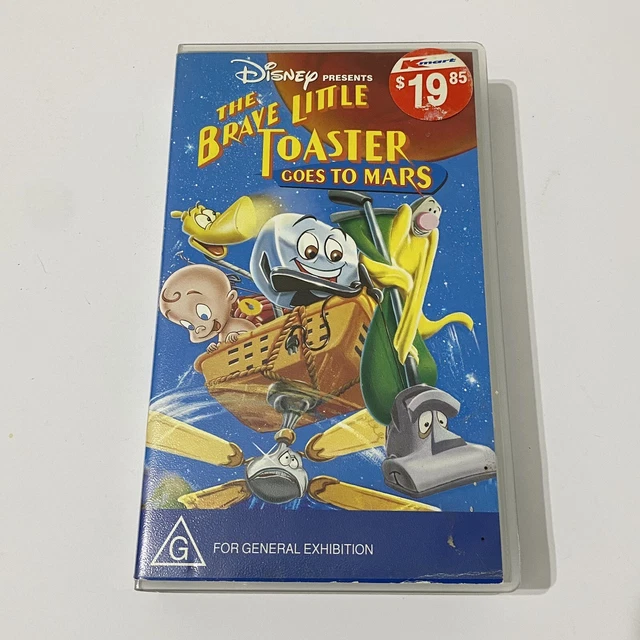 Disney PRESENTS
THE
BRAVE LITTLE
TOASTER
GOES TO MARS
Kmart
$19.85
G
FOR GENERAL EXHIBITION